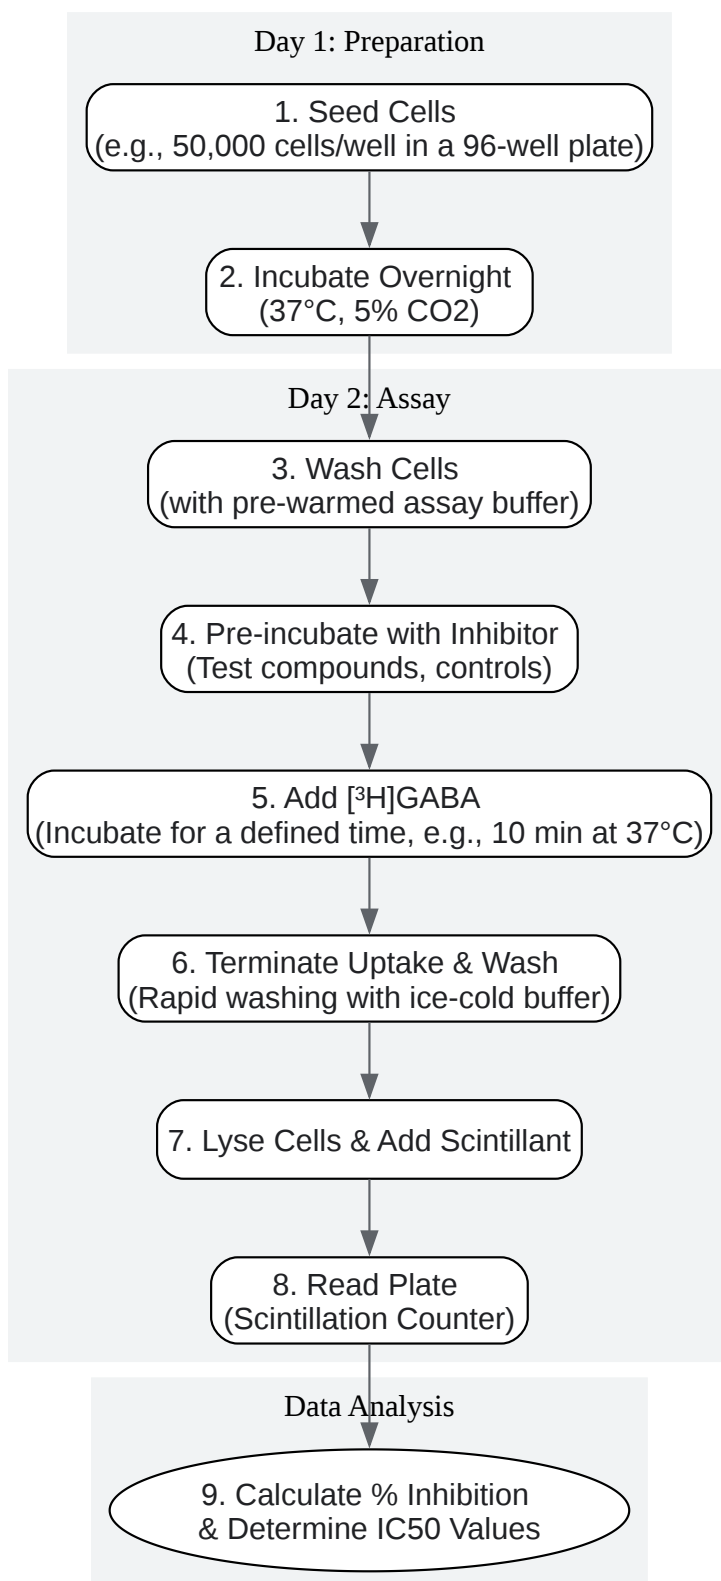 Day 1: Preparation
1. Seed Cells
(e.g., 50,000 cells/well in a 96-well plate)
2. Incubate Overnight
(37°C, 5% CO2)
Day 2: Assay
3. Wash Cells
(with pre-warmed assay buffer)
4. Pre-incubate with Inhibitor
(Test compounds, controls)
5. Add [³H]GABA
(Incubate for a defined time, e.g., 10 min at 37°C)
6. Terminate Uptake & Wash
(Rapid washing with ice-cold buffer)
7. Lyse Cells & Add Scintillant
8. Read Plate
(Scintillation Counter)
Data Analysis
9. Calculate % Inhibition
& Determine IC50 Values